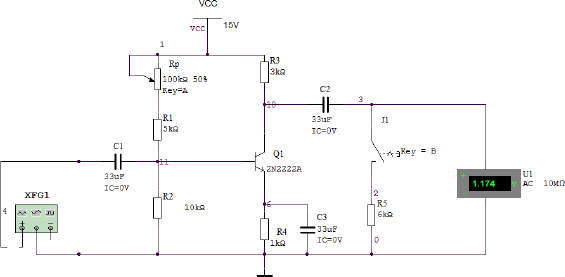 VCC
VCC 15V
1
Rp
100kΩ 50%
Key=A
R3
3kΩ
C2
33uF
IC=0V
3
J1
Key = B
10
R1
5kΩ
C1
33uF
IC=0V
11
Q1
2N2222A
U1
1.174 V AC 10MΩ
XFG1
4
R2
10kΩ
6
C3
33uF
IC=0V
R4
1kΩ
2
R5
6kΩ
0